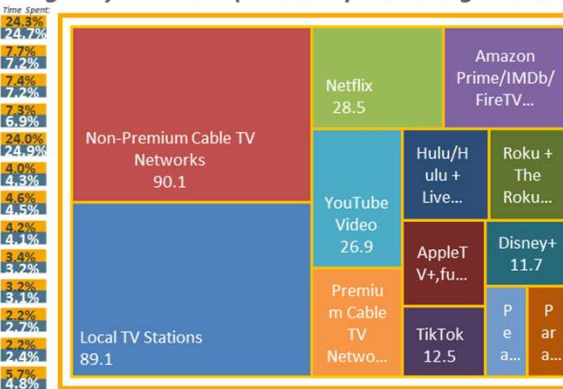 Time Spent:
24.3%
24.7%
7.7%
7.2%
7.4%
7.2%
7.3%
6.9%
24.0%
24.9%
4.0%
4.3%
4.6%
4.5%
4.2%
4.1%
3.4%
3.2%
3.2%
3.1%
2.2%
2.7%
2.2%
2.4%
5.7%
4.8%
Non-Premium Cable TV
Networks
90.1
Local TV Stations
89.1
Netflix
28.5
Amazon
Prime/IMDb/
FireTV...
YouTube
Video
26.9
Hulu/H
ulu +
Live...
Roku +
The
Roku...
AppleT
V+,fu...
Disney+
11.7
Premiu
m Cable
TV
Netwo...
TikTok
12.5
P
e
a...
P
ar
a...